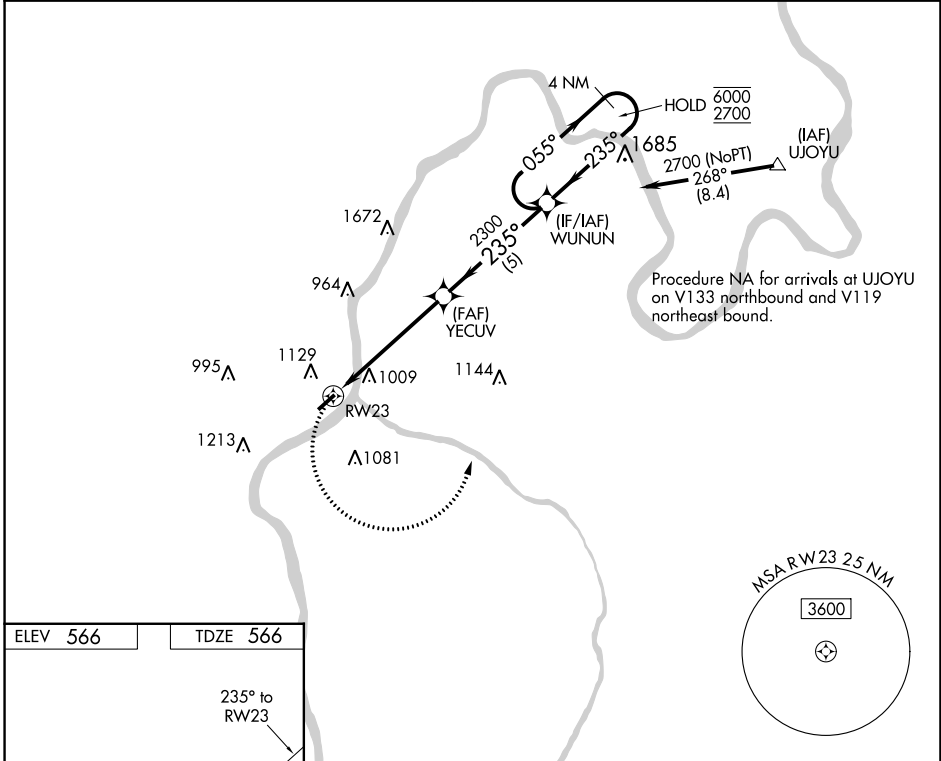 4 NM
HOLD
6000
2700
(IAF)
UJOYU
055°
235°
1685
2700 (NoPT)
268°
(8.4)
1672
2300
235°
(5)
(IF/IAF)
WUNUN
964
Procedure NA for arrivals at UJOYU
on V133 northbound and V119
northeast bound.
(FAF)
YECUV
995
1129
1009
1144
RW23
1213
1081
MSA RW23 25 NM
3600
ELEV 566
TDZE 566
235° to
RW23